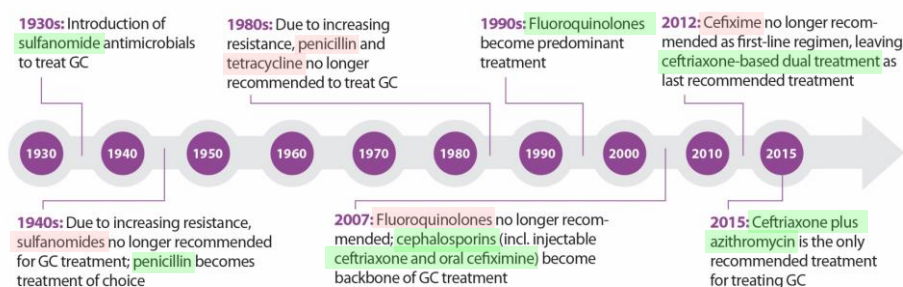 1930s: Introduction of
sulfanomide antimicrobials
to treat GC
1980s: Due to increasing
resistance, penicillin and
tetracycline no longer
recommended to treat GC
1990s: Fluoroquinolones
become predominant
treatment
2012: Cefixime no longer recom-
mended as first-line regimen, leaving
ceftriaxone-based dual treatment as
last recommended treatment
1930 1940 1950 1960 1970 1980 1990 2000 2010 2015
1940s: Due to increasing resistance,
sulfanomides no longer recommended
for GC treatment; penicillin becomes
treatment of choice
2007: Fluoroquinolones no longer recom-
mended; cephalosporins (incl. injectable
ceftriaxone and oral cefiximine) become
backbone of GC treatment
2015: Ceftriaxone plus
azithromycin is the only
recommended treatment
for treating GC